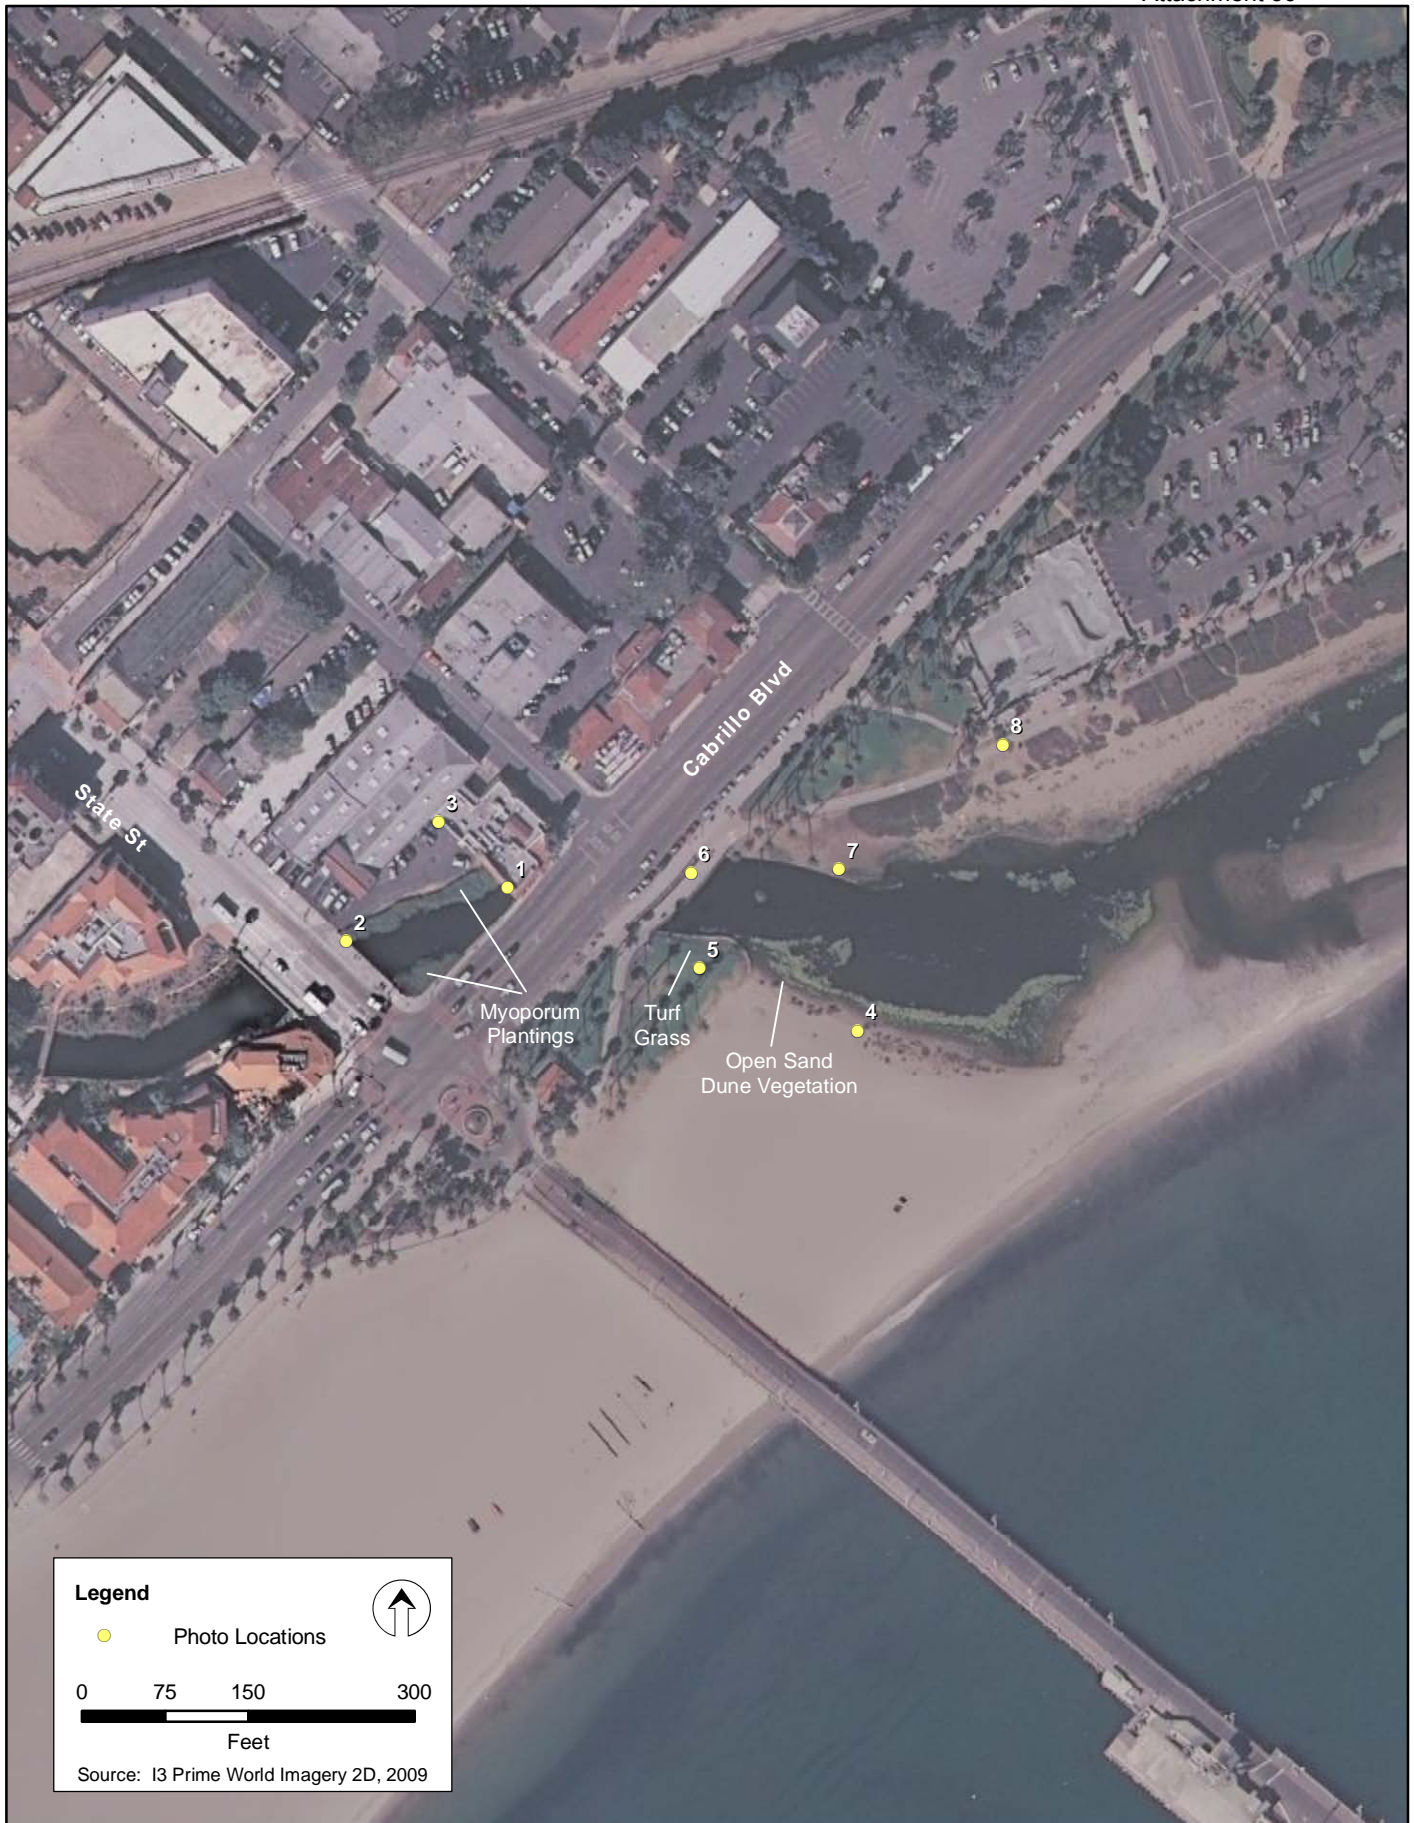 Cabrillo Blvd
State St
8
3
7
6
1
2
5
4
Myoporum
Plantings
Turf
Grass
Open Sand
Dune Vegetation
Legend
Photo Locations
0 75 150 300
Feet
Source: I3 Prime World Imagery 2D, 2009